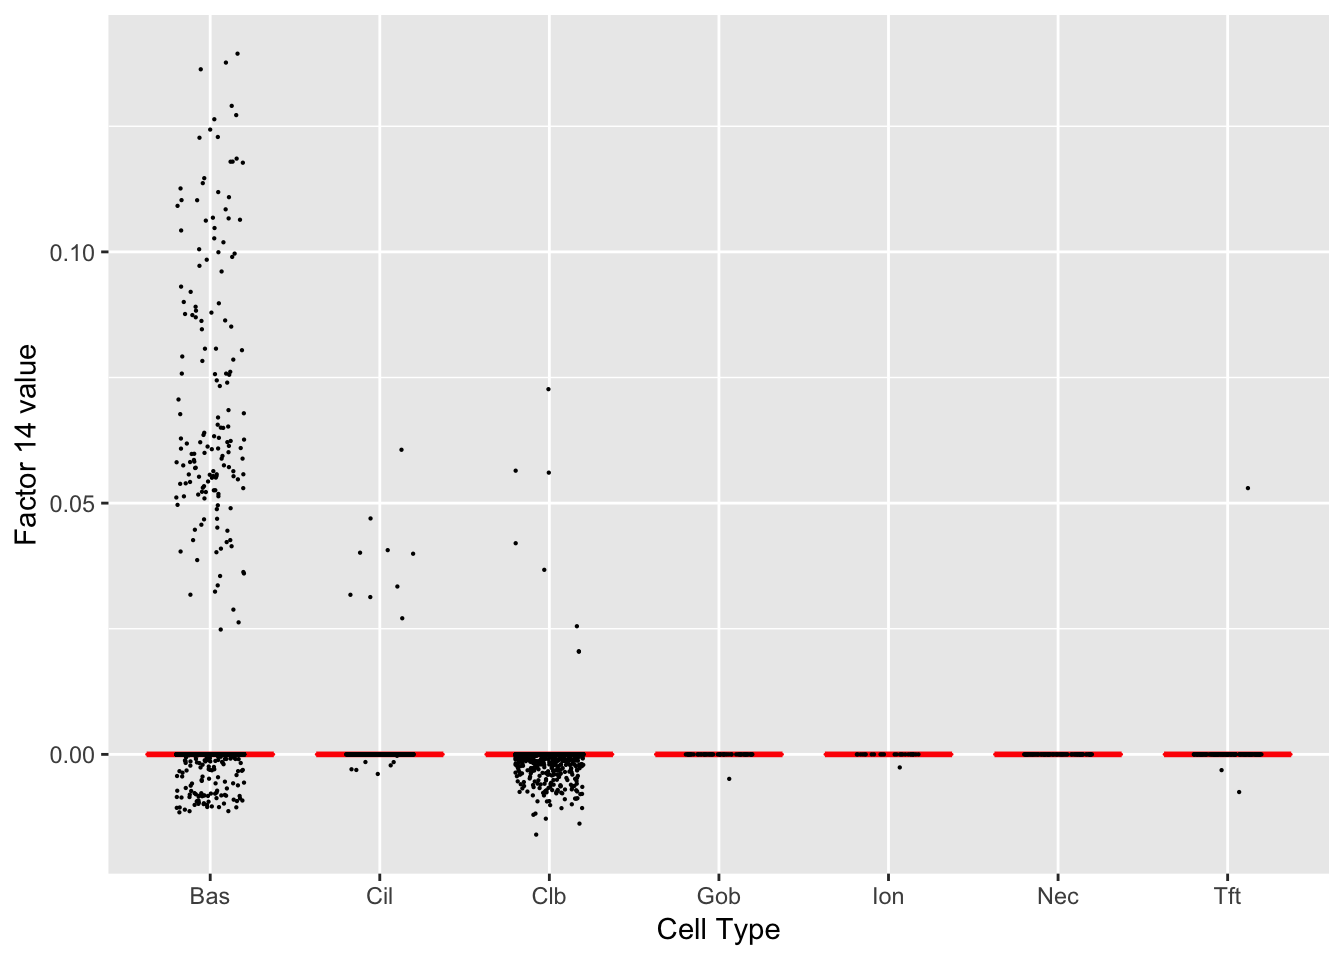 Factor 14 value
0.10
0.05
0.00
Bas Cil Clb Gob Ion Nec Tft
Cell Type